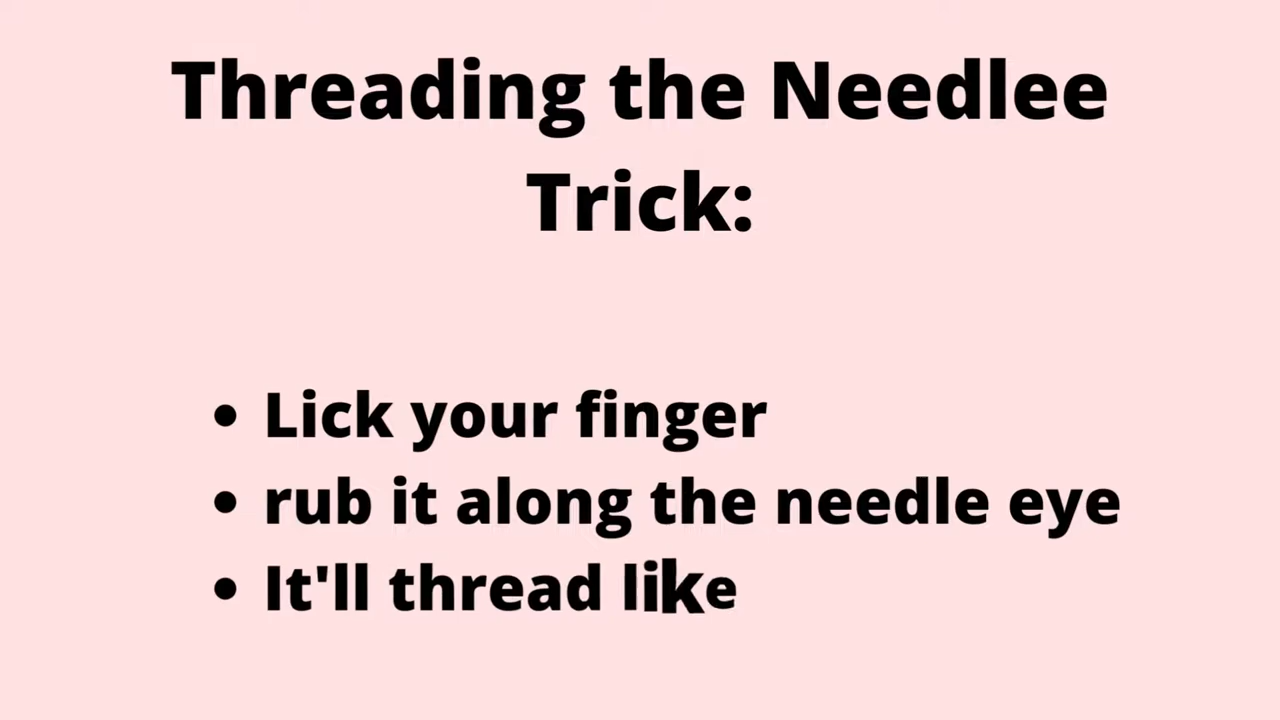 Threading the Needlee
Trick:
• Lick your finger
• rub it along the needle eye
• It'll thread like